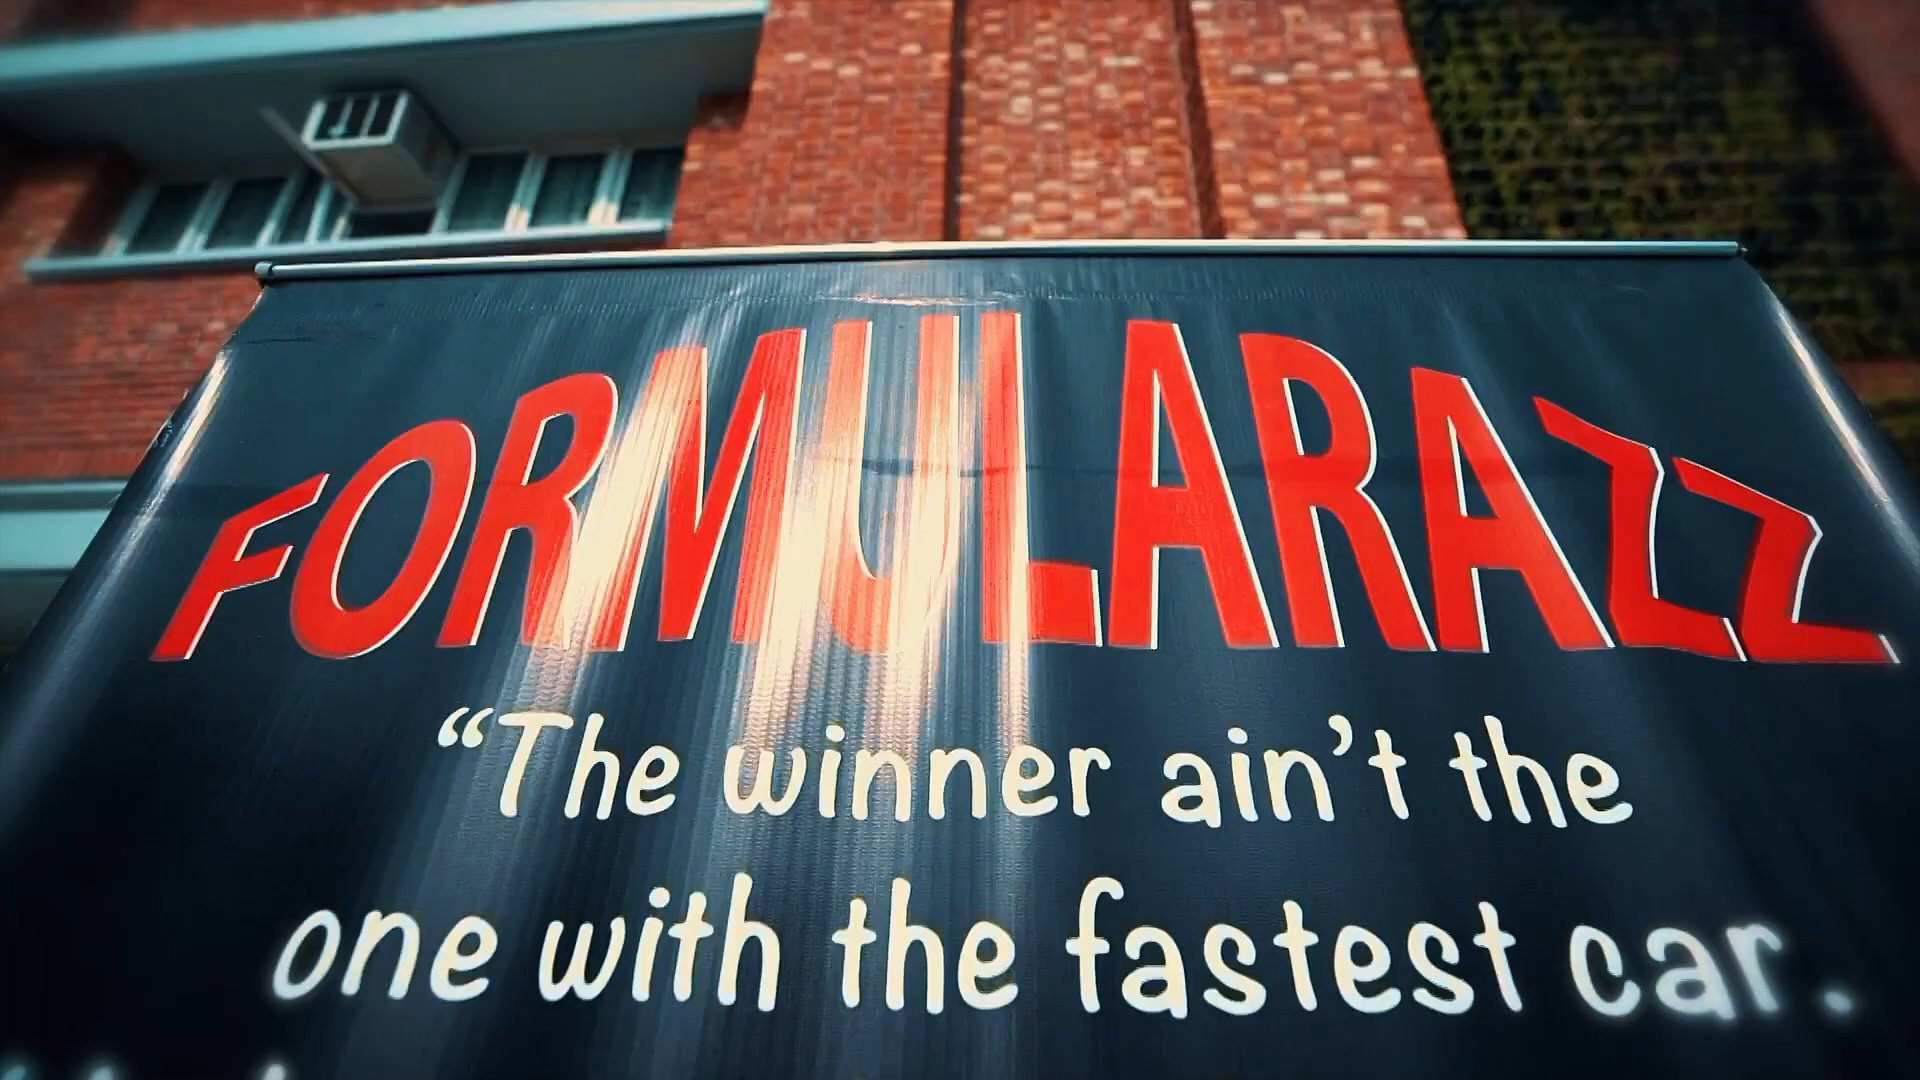 FORMULARAZZ
“The winner ain’t the
one with the fastest car.